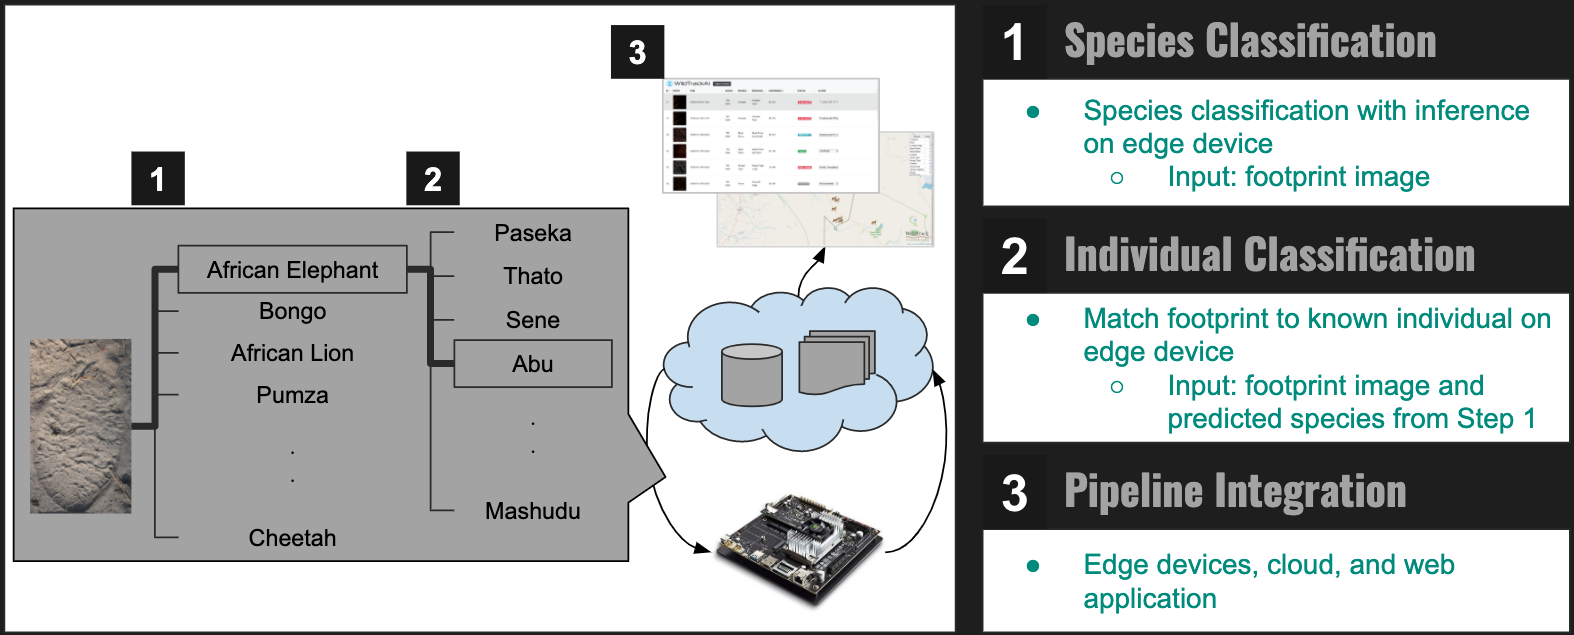 3
WildTrackAI
1
2
Paseka
African Elephant
Thato
Bongo
Sene
African Lion
Abu
Pumza
.
.
.
.
Mashudu
Cheetah
1 Species Classification
● Species classification with inference
on edge device
○ Input: footprint image
2 Individual Classification
● Match footprint to known individual on
edge device
○ Input: footprint image and
predicted species from Step 1
3 Pipeline Integration
● Edge devices, cloud, and web
application